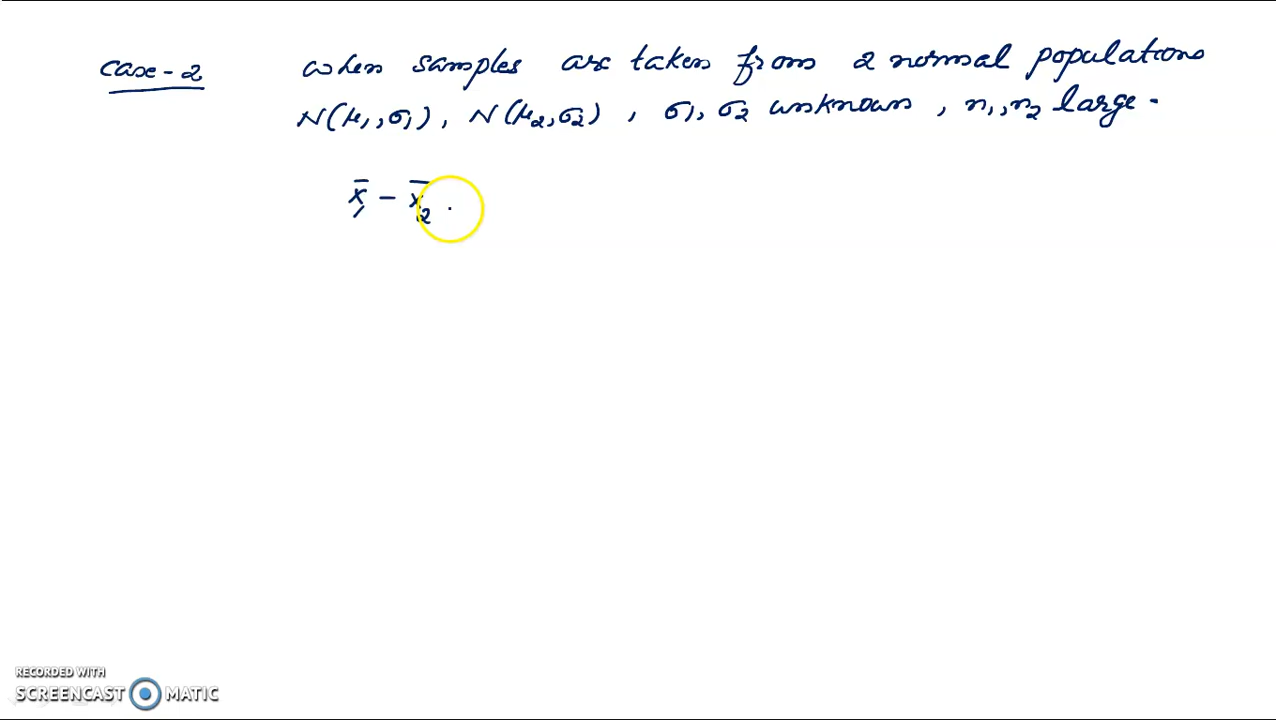 case-2 when samples are taken from 2 normal populations
N(μ₁,σ₁), N(μ₂,σ₂), σ₁, σ₂ unknown, n₁,n₂ large.
x̄₁ - x̄₂ .
RECORDED WITH
SCREENCAST MATIC